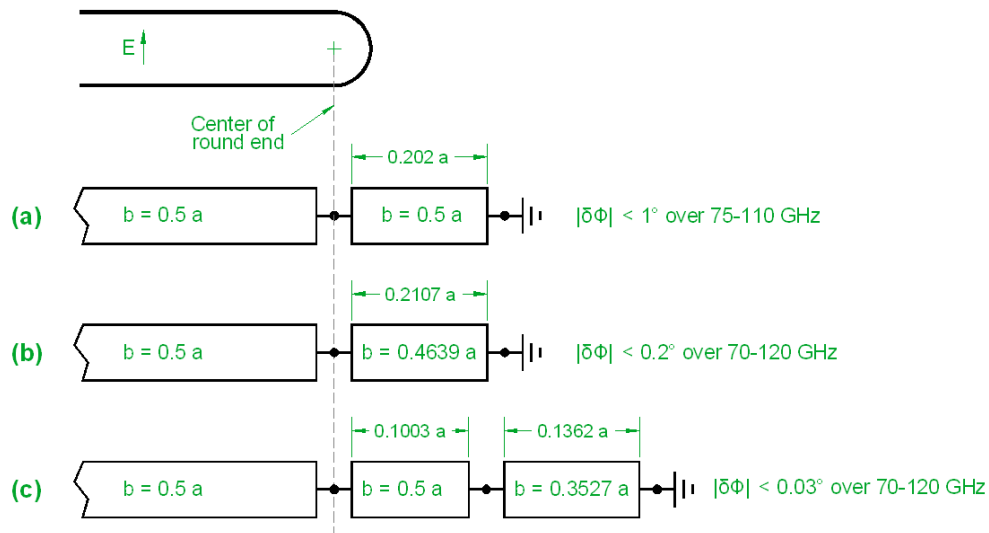 E
Center of
round end
0.202 a
(a) b = 0.5 a b = 0.5 a |δΦ| < 1° over 75-110 GHz
0.2107 a
(b) b = 0.5 a b = 0.4639 a |δΦ| < 0.2° over 70-120 GHz
0.1003 a 0.1362 a
(c) b = 0.5 a b = 0.5 a b = 0.3527 a |δΦ| < 0.03° over 70-120 GHz